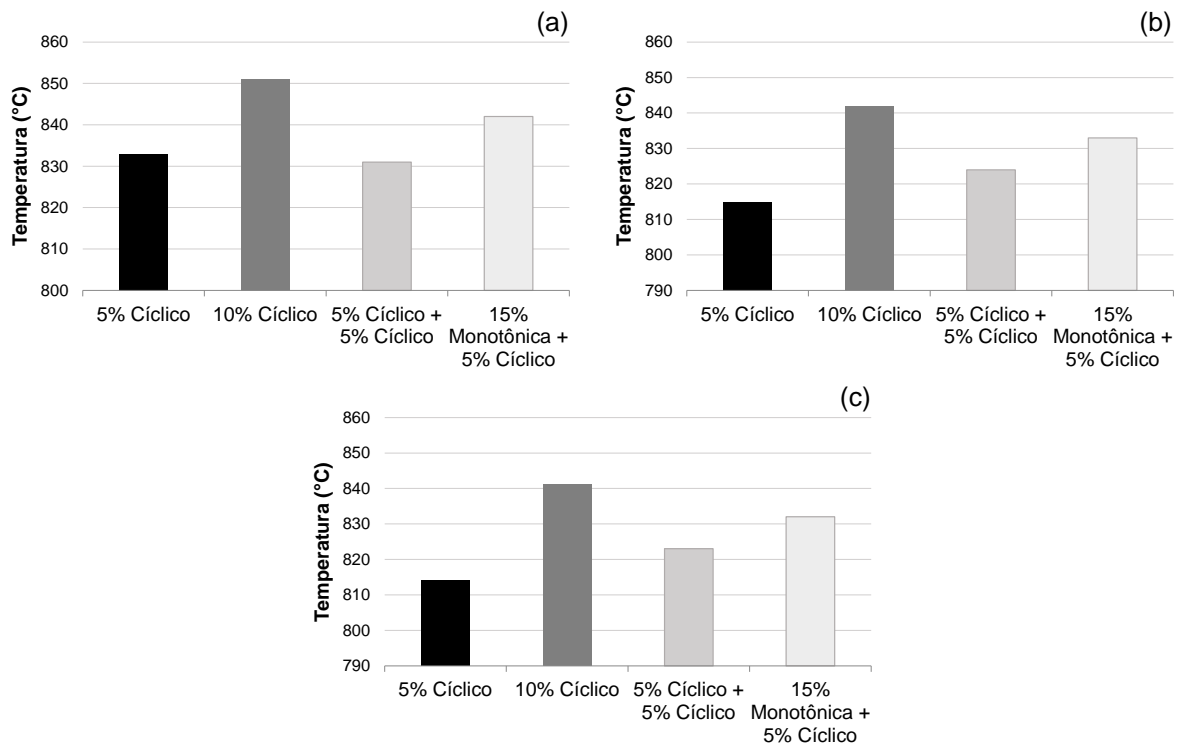 (a)
Temperatura (°C)
860
850
840
830
820
810
800
5% Cíclico
10% Cíclico
5% Cíclico +
5% Cíclico
15%
Monotônica +
5% Cíclico
(b)
Temperatura (°C)
860
850
840
830
820
810
800
790
5% Cíclico
10% Cíclico
5% Cíclico +
5% Cíclico
15%
Monotônica +
5% Cíclico
(c)
Temperatura (°C)
860
850
840
830
820
810
800
790
5% Cíclico
10% Cíclico
5% Cíclico +
5% Cíclico
15%
Monotônica +
5% Cíclico